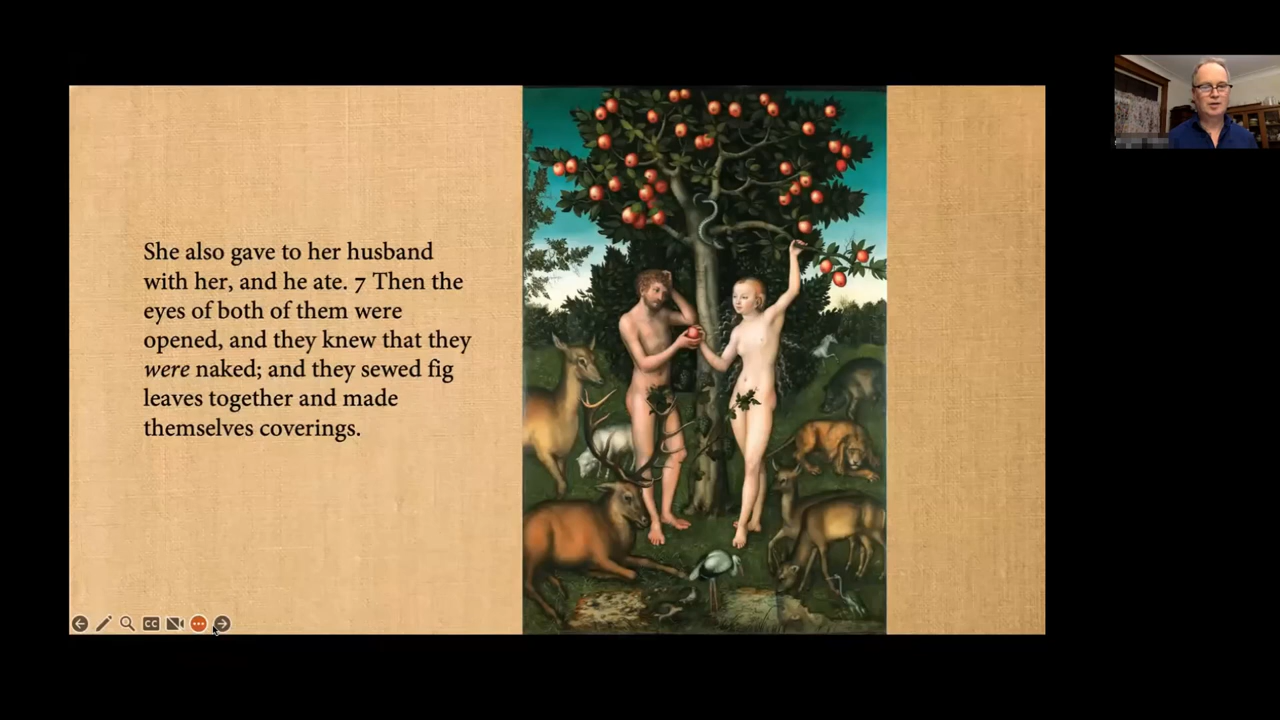 She also gave to her husband
with her, and he ate. 7 Then the
eyes of both of them were
opened, and they knew that they
were naked; and they sewed fig
leaves together and made
themselves coverings.
CC